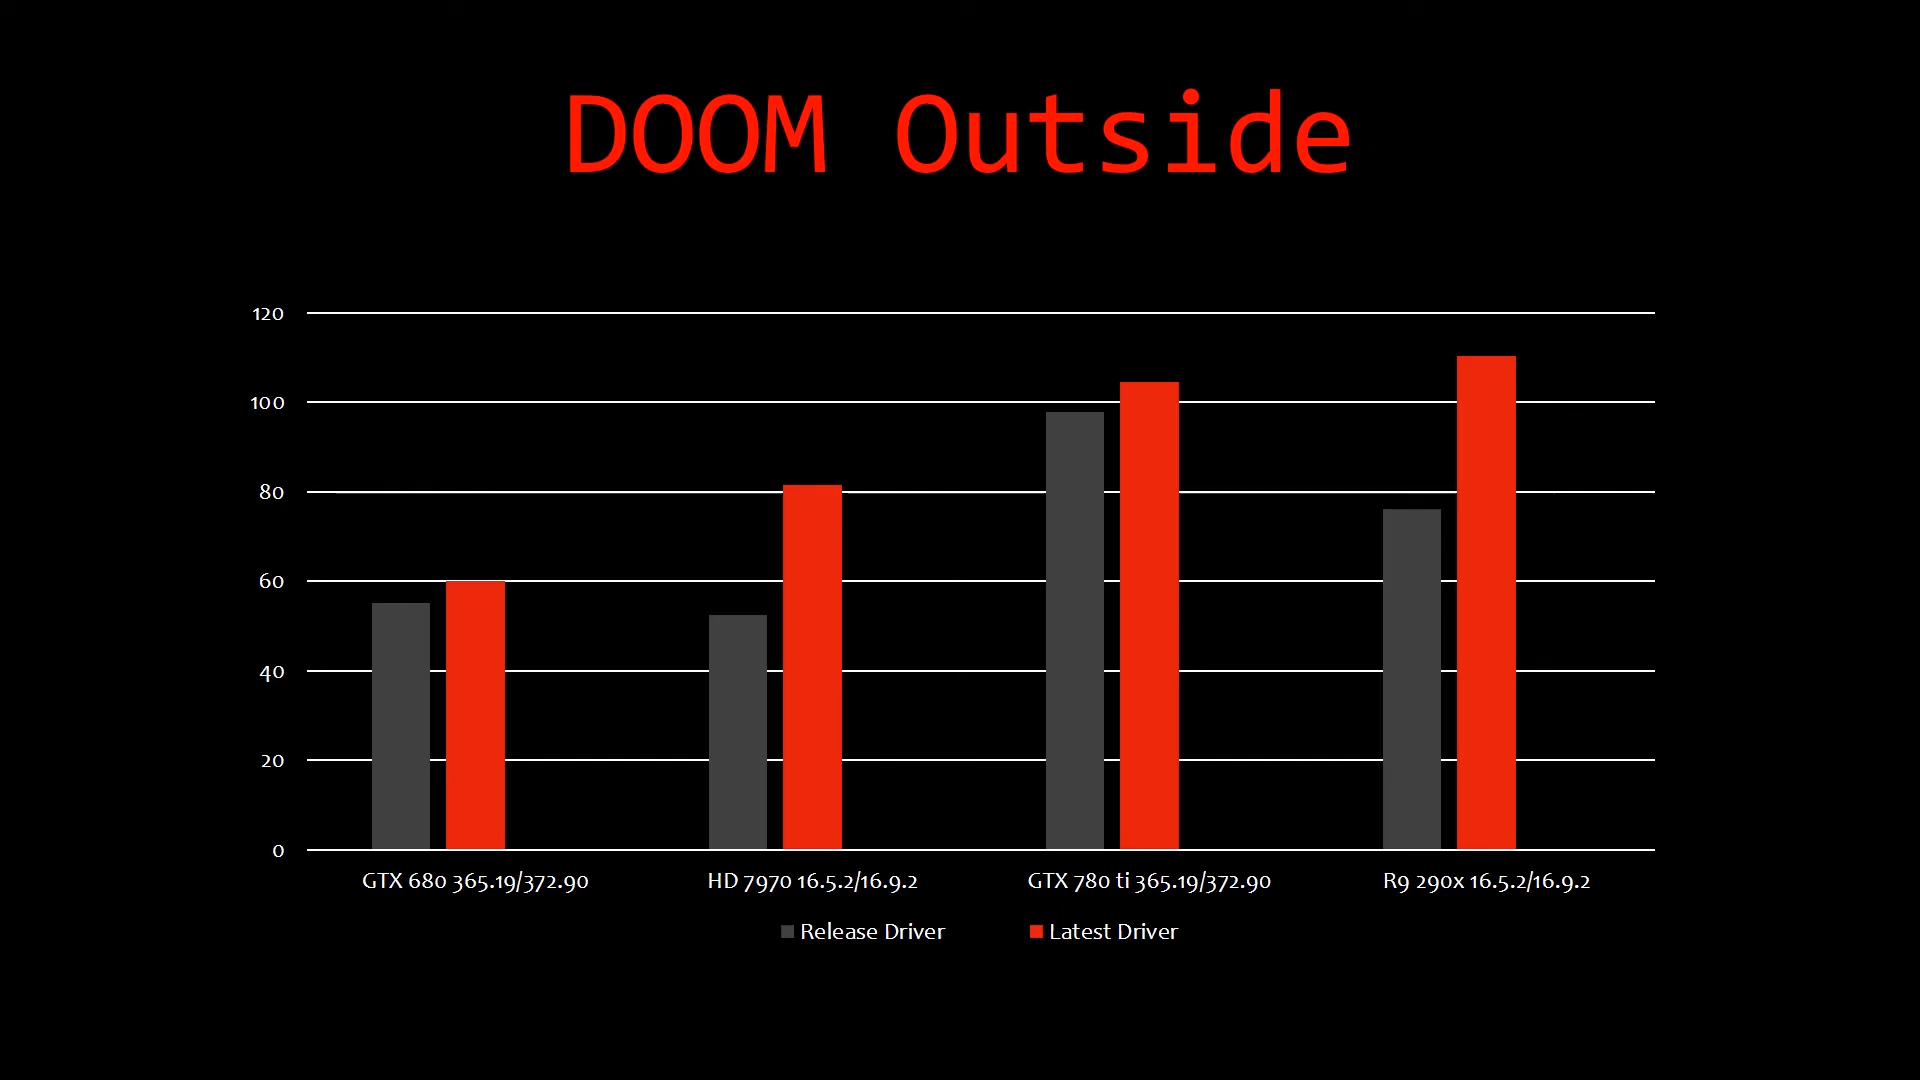 DOOM Outside
120
100
80
60
40
20
0
GTX 680 365.19/372.90
HD 7970 16.5.2/16.9.2
GTX 780 ti 365.19/372.90
R9 290x 16.5.2/16.9.2
Release Driver
Latest Driver